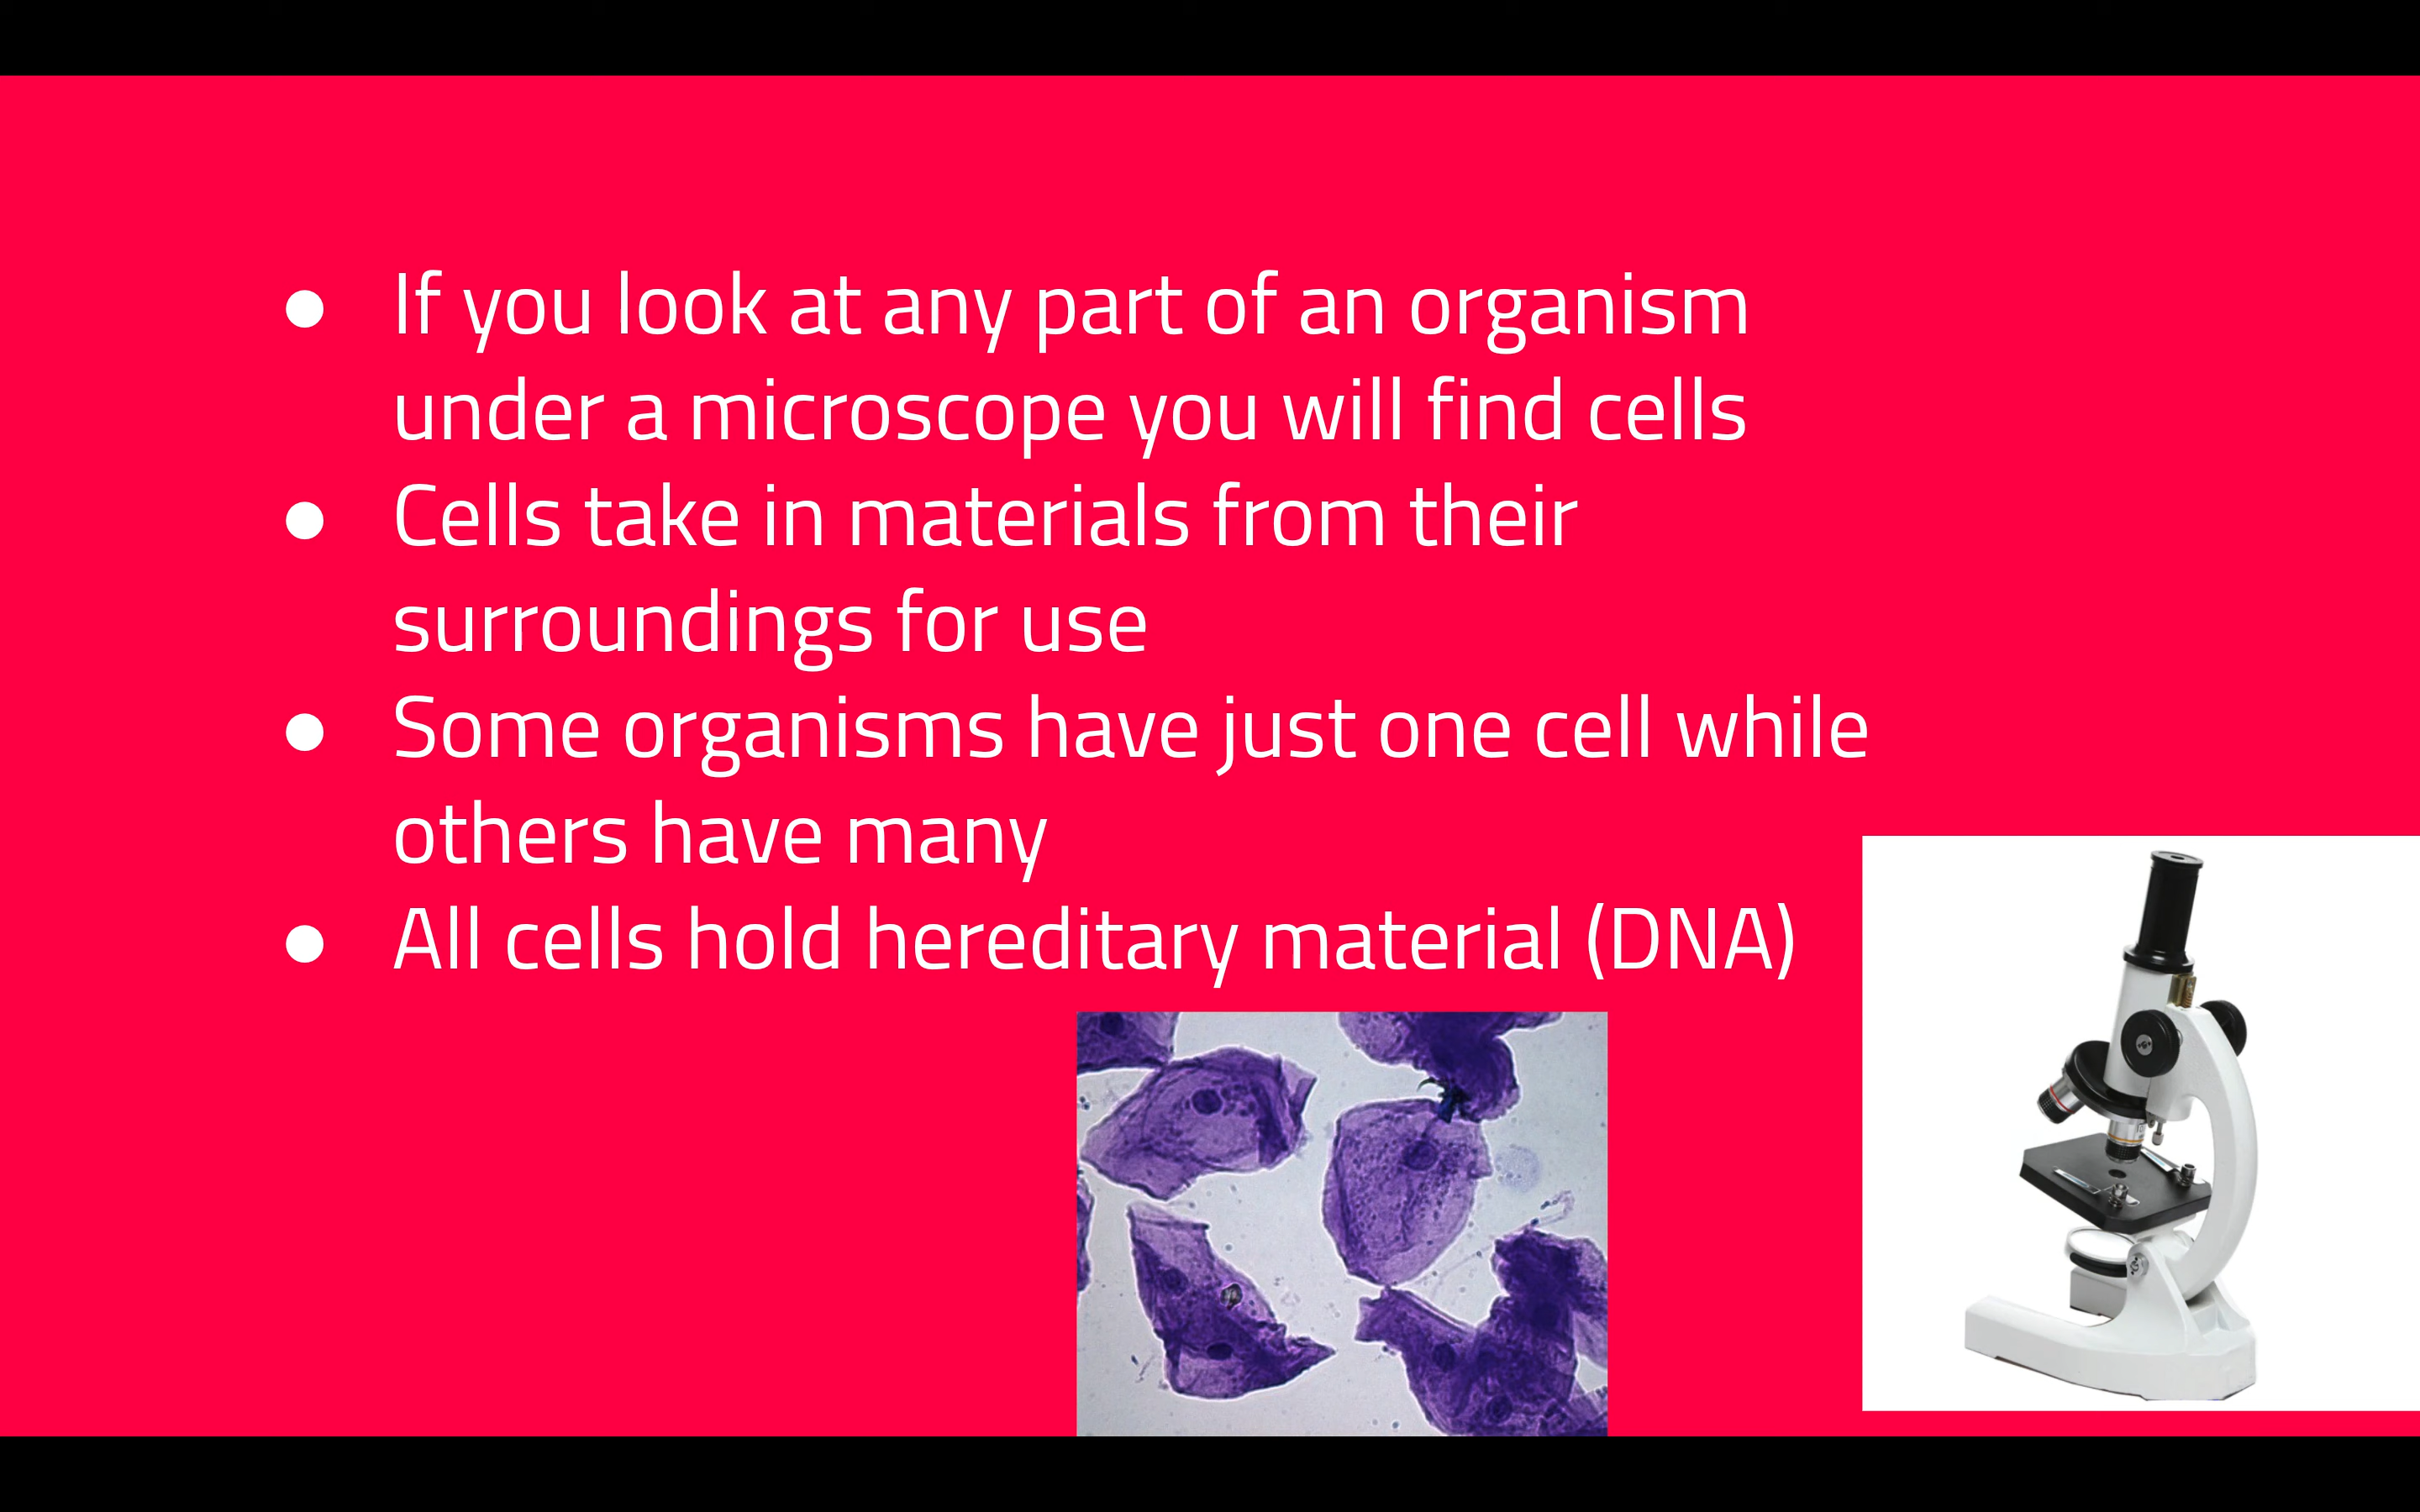 ● If you look at any part of an organism
under a microscope you will find cells
● Cells take in materials from their
surroundings for use
● Some organisms have just one cell while
others have many
● All cells hold hereditary material (DNA)